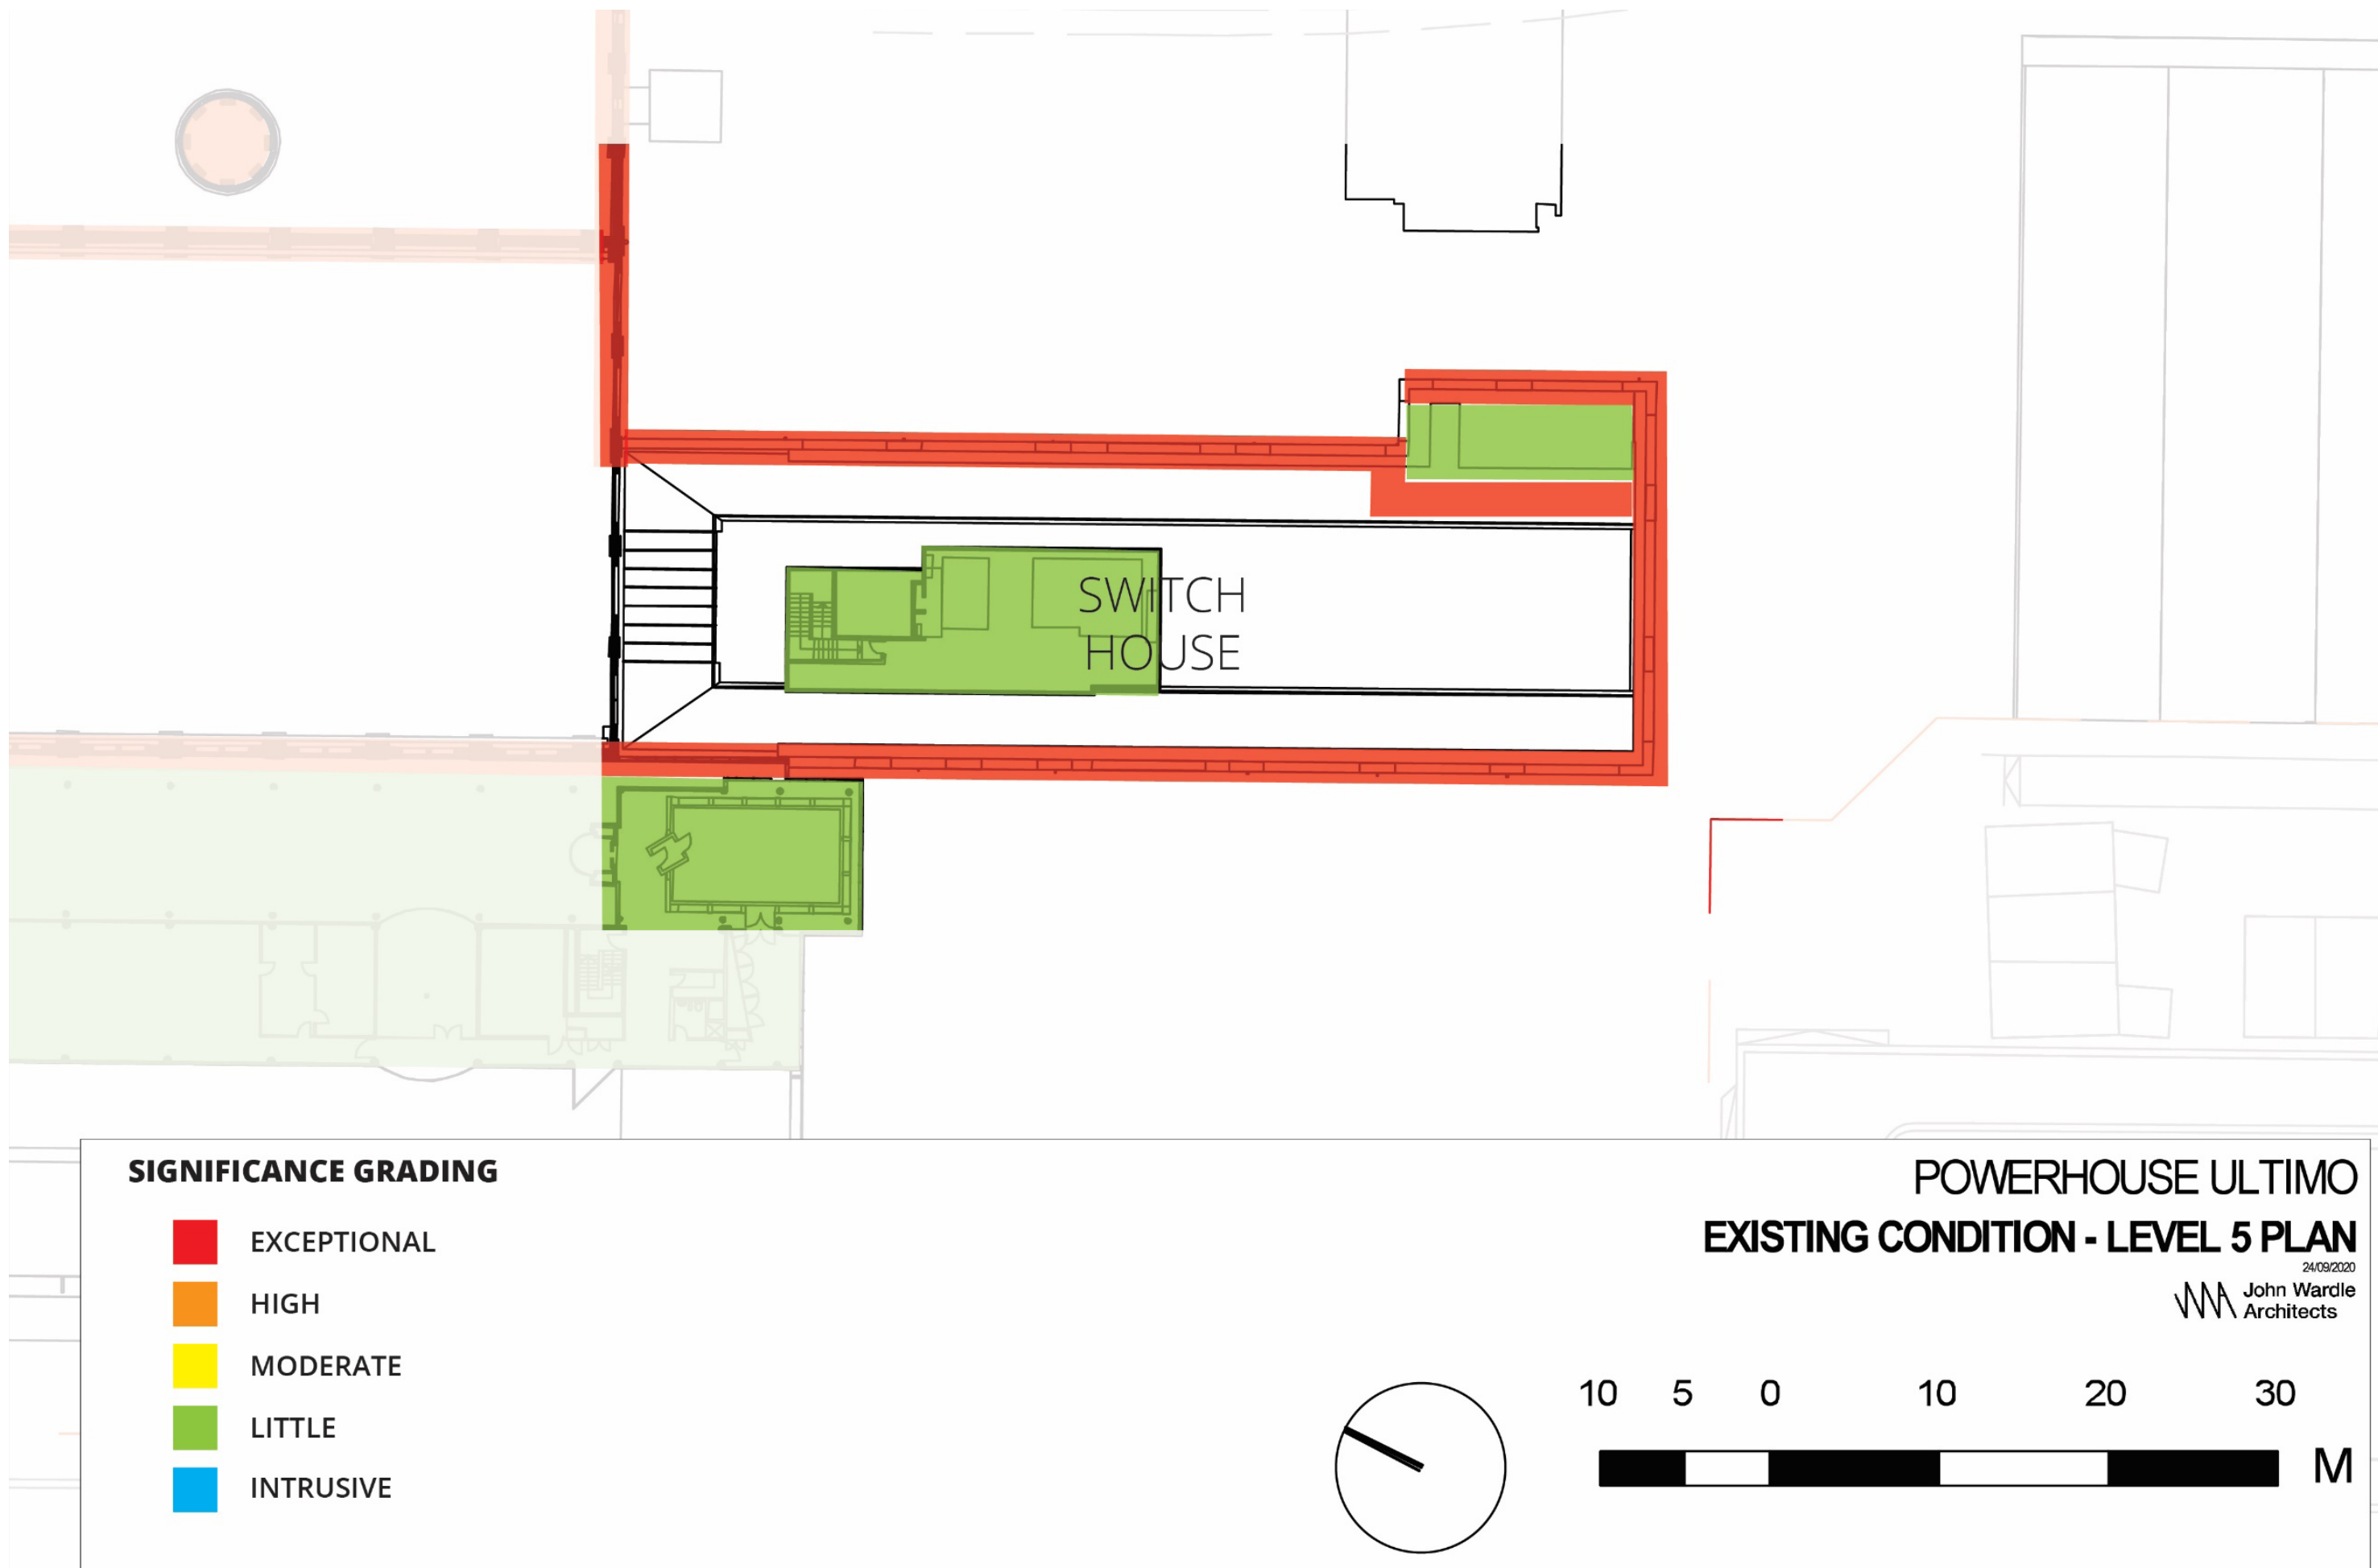 SWITCH
HOUSE
SIGNIFICANCE GRADING
EXCEPTIONAL
HIGH
MODERATE
LITTLE
INTRUSIVE
POWERHOUSE ULTIMO
EXISTING CONDITION - LEVEL 5 PLAN
24/09/2020
John Wardle
Architects
10 5 0 10 20 30
M